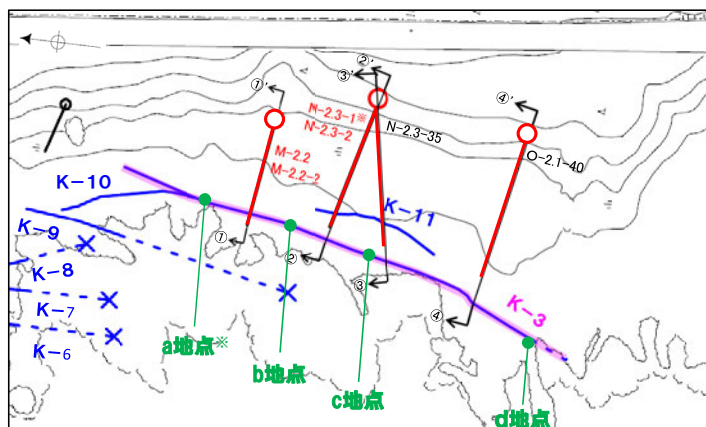 ②'
③'
①'
④'
M-2.3-1※
N-2.3-2
N-2.3-35
O-2.1-40
M-2.2
M-2.2-2
K-10
K-11
K-9
K-8
K-7
K-6
①
②
③
④
K-3
a地点※
b地点
c地点
d地点